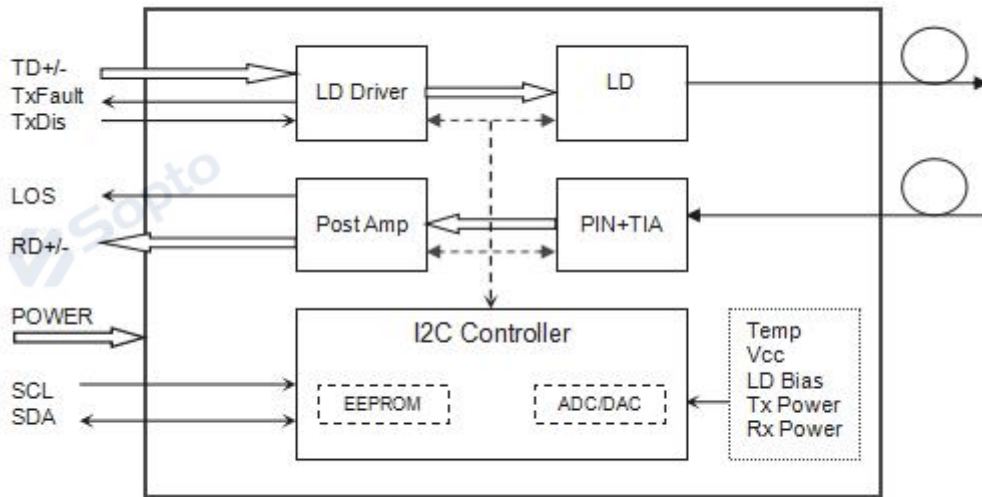 TD+/-
TxFault
TxDis
LD Driver
LD
LOS
RD+/-
Post Amp
PIN+TIA
Sopto
POWER
SCL
SDA
I2C Controller
EEPROM
ADC/DAC
Temp
Vcc
LD Bias
Tx Power
Rx Power